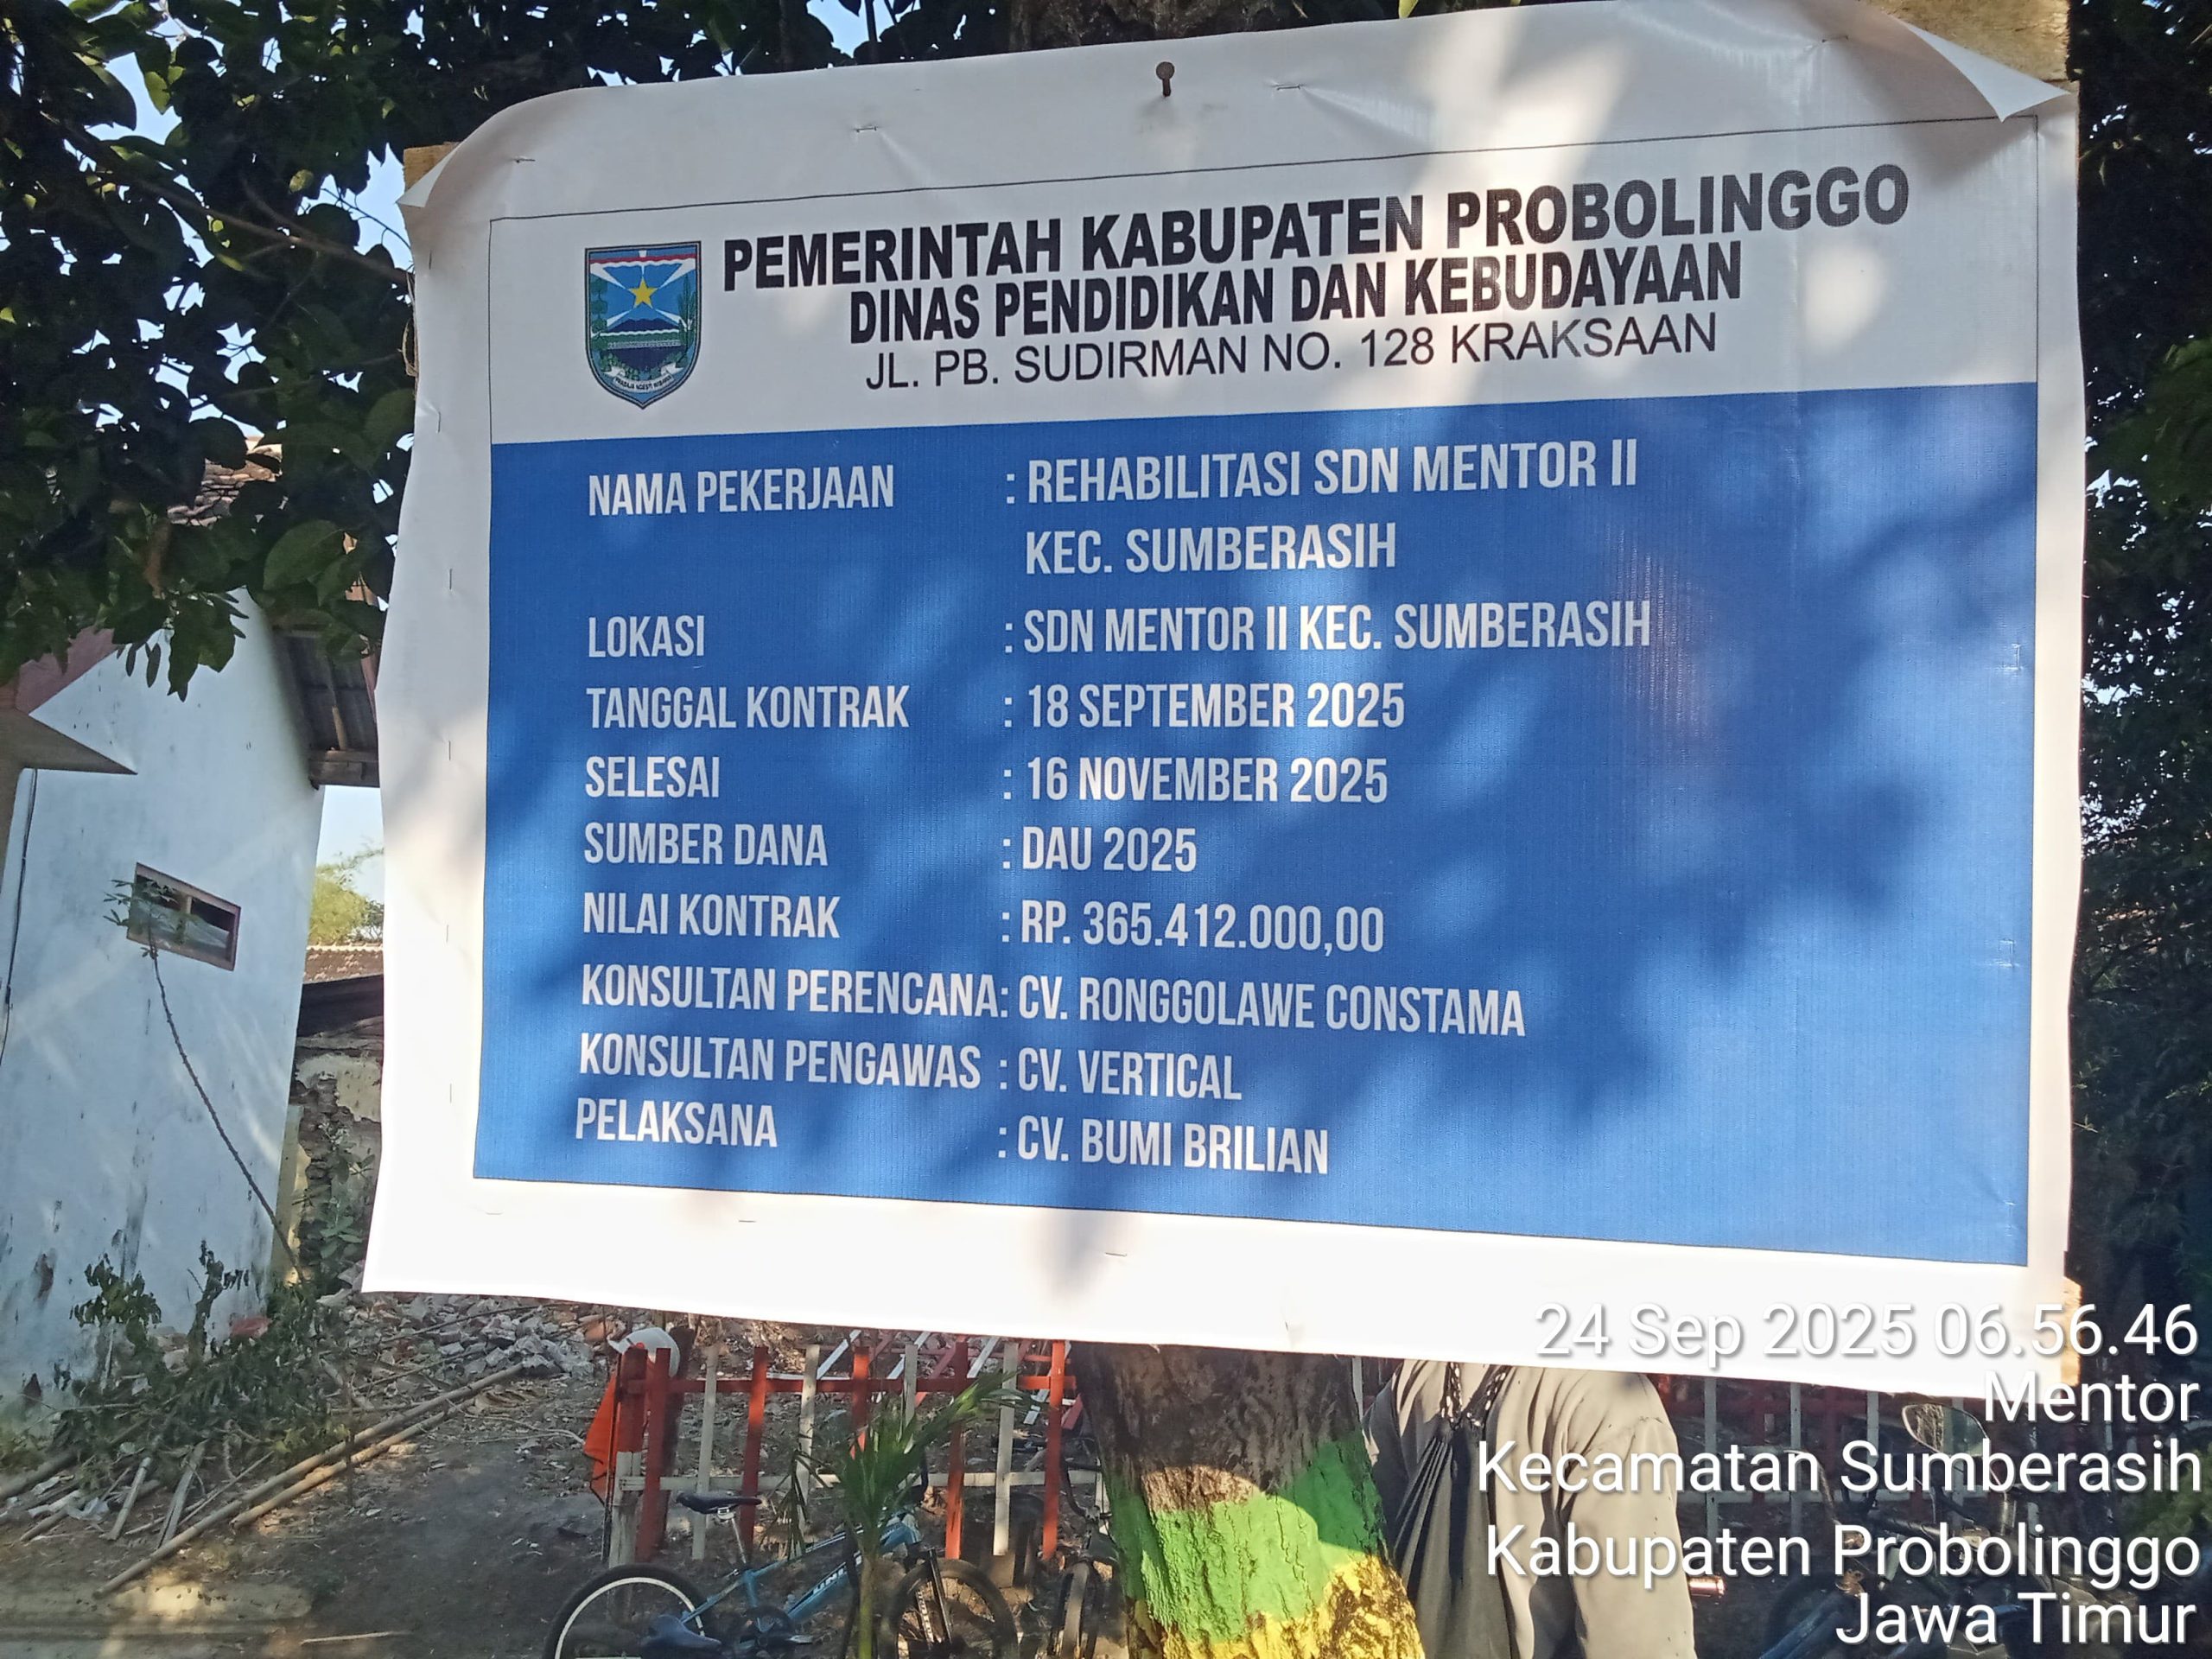 PEMERINTAH KABUPATEN PROBOLINGGO
DINAS PENDIDIKAN DAN KEBUDAYAAN
JL. PB. SUDIRMAN NO. 128 KRAKSAAN
NAMA PEKERJAAN : REHABILITASI SDN MENTOR II
KEC. SUMBERASIH
LOKASI : SDN MENTOR II KEC. SUMBERASIH
TANGGAL KONTRAK : 18 SEPTEMBER 2025
SELESAI : 16 NOVEMBER 2025
SUMBER DANA : DAU 2025
NILAI KONTRAK : RP. 365.412.000,00
KONSULTAN PERENCANA : CV. RONGGOLAWE CONSTAMA
KONSULTAN PENGAWAS : CV. VERTICAL
PELAKSANA : CV. BUMI BRILIAN
24 Sep 2025 06.56.46
Mentor
Kecamatan Sumberasih
Kabupaten Probolinggo
Jawa Timur